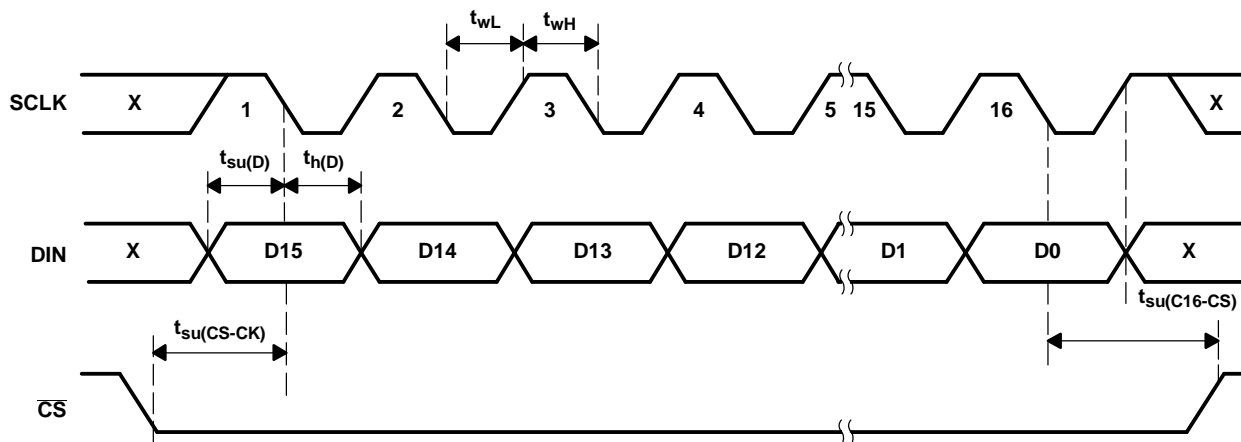 t_wL t_wH
SCLK X 1 2 3 4 5 15 16 X
t_su(D) t_h(D)
DIN X D15 D14 D13 D12 D1 D0 X
t_su(C16-CS)
t_su(CS-CK)
C̅S̅